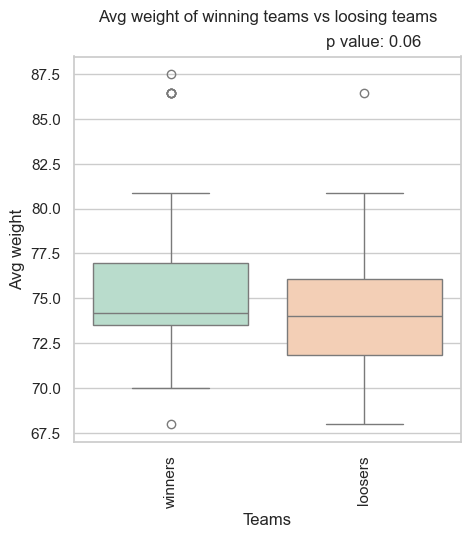 Avg weight of winning teams vs loosing teams
p value: 0.06
87.5
85.0
82.5
80.0
77.5
75.0
72.5
70.0
67.5
Avg weight
winners
loosers
Teams